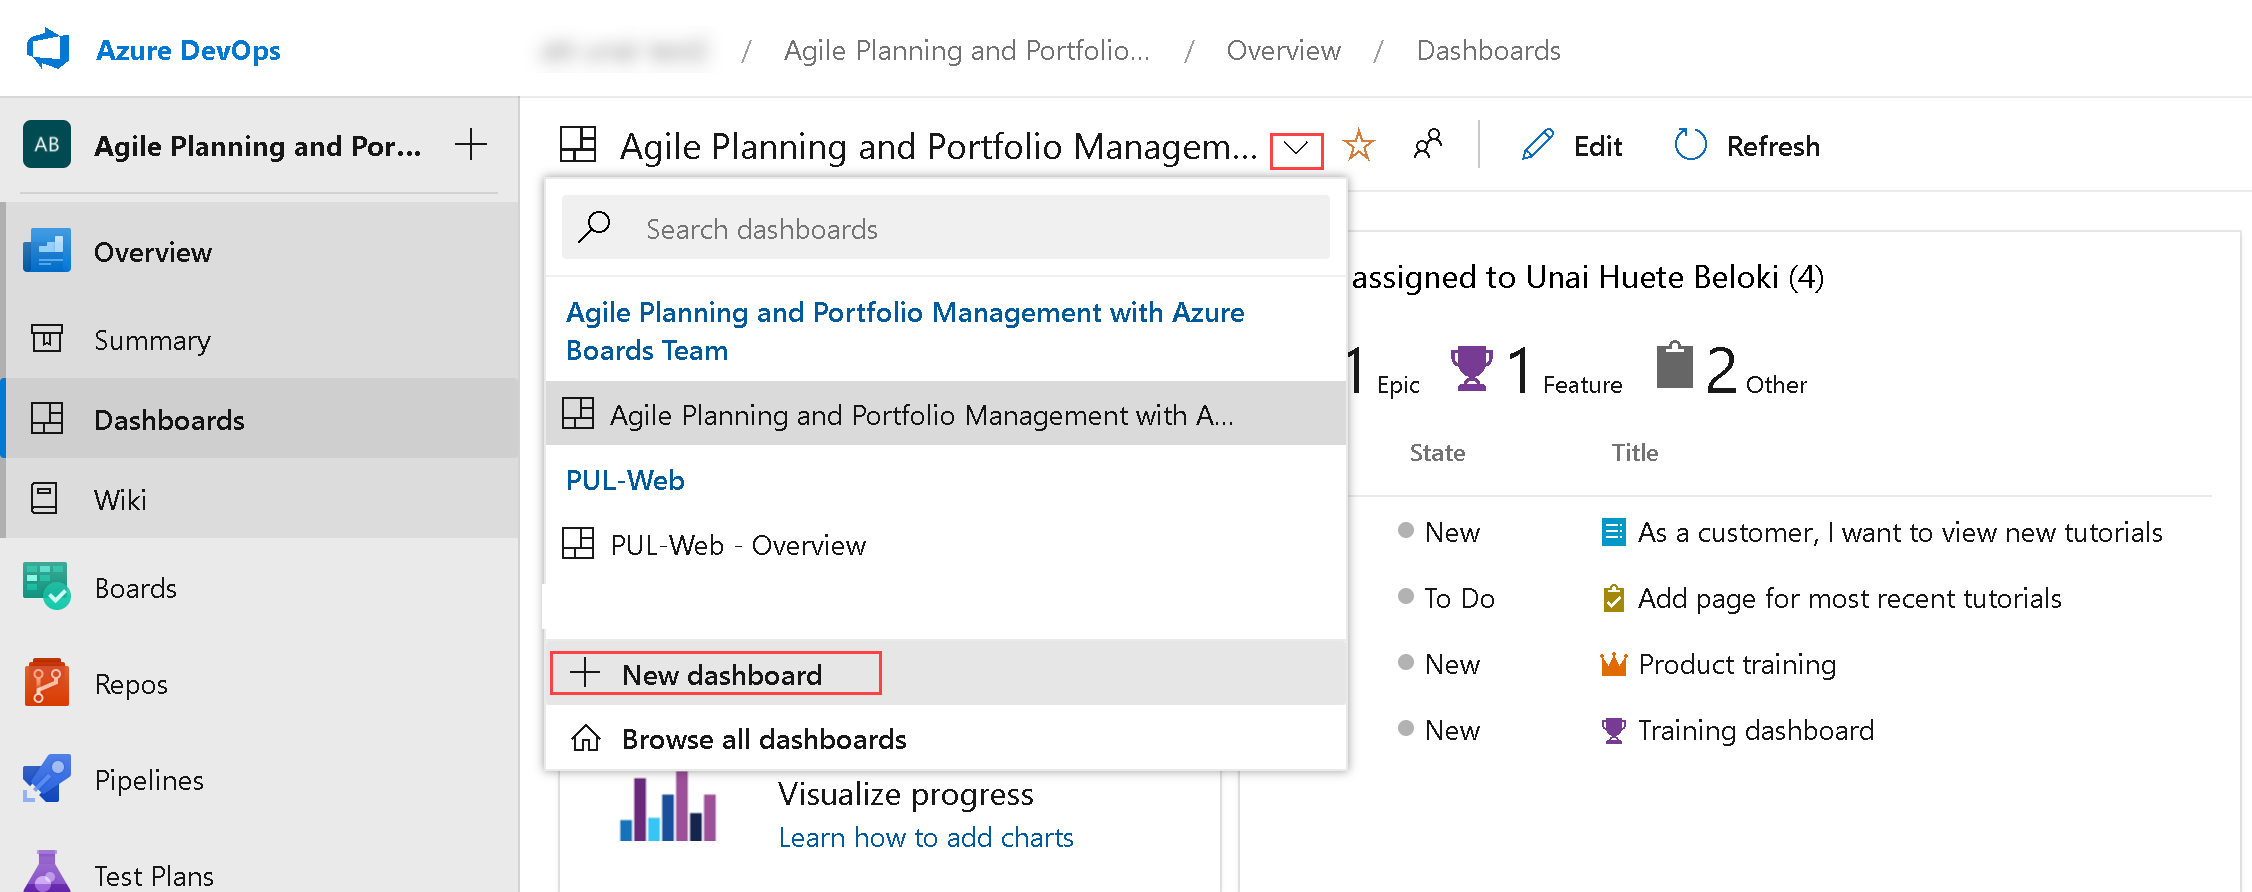 Azure DevOps
/ Agile Planning and Portfolio... / Overview / Dashboards
AB Agile Planning and Por...
Agile Planning and Portfolio Managem...
Edit
Refresh
Overview
Summary
Dashboards
Wiki
Boards
Repos
Pipelines
Test Plans
Search dashboards
Agile Planning and Portfolio Management with Azure
Boards Team
Agile Planning and Portfolio Management with A...
PUL-Web
PUL-Web - Overview
New dashboard
Browse all dashboards
Visualize progress
Learn how to add charts
assigned to Unai Huete Beloki (4)
1 Epic 1 Feature 2 Other
State Title
New As a customer, I want to view new tutorials
To Do Add page for most recent tutorials
New Product training
New Training dashboard